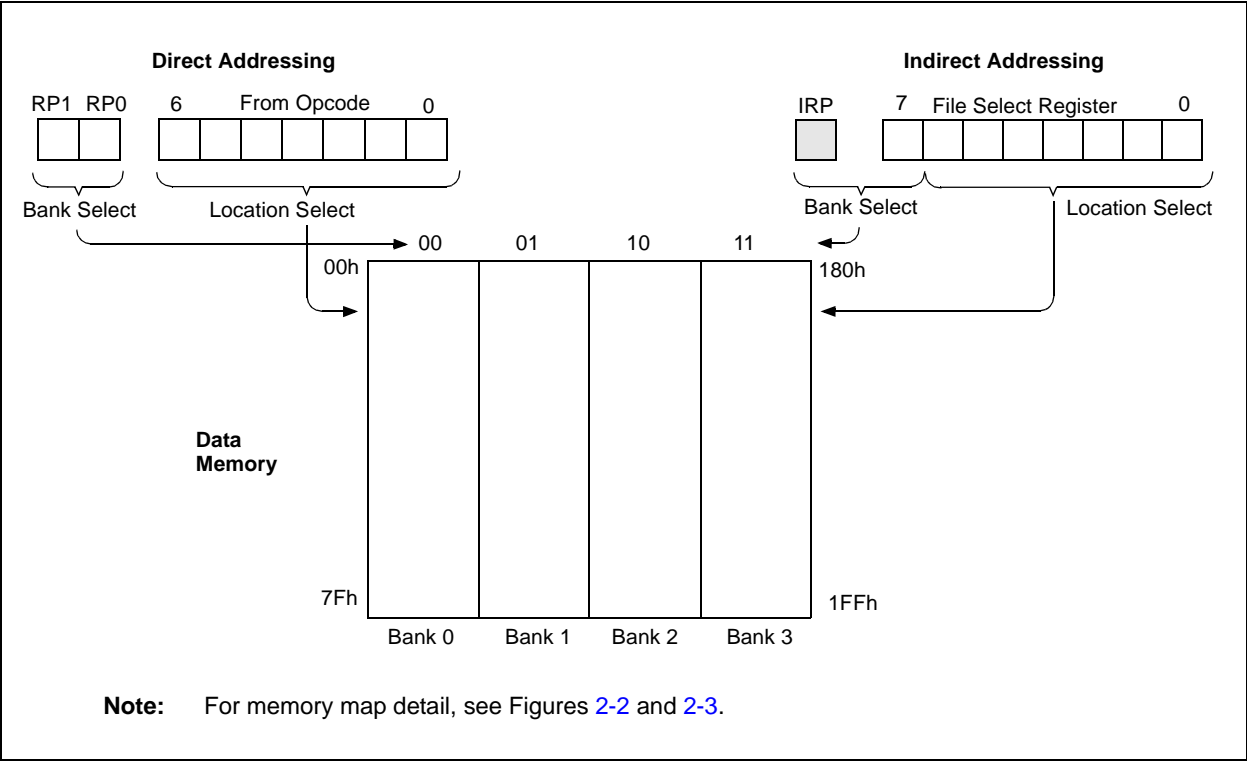 Direct Addressing
Indirect Addressing
RP1 RP0 6 From Opcode 0
IRP 7 File Select Register 0
Bank Select Location Select
Bank Select Location Select
00 01 10 11
00h 180h
Data
Memory
7Fh 1FFh
Bank 0 Bank 1 Bank 2 Bank 3
Note: For memory map detail, see Figures 2-2 and 2-3.